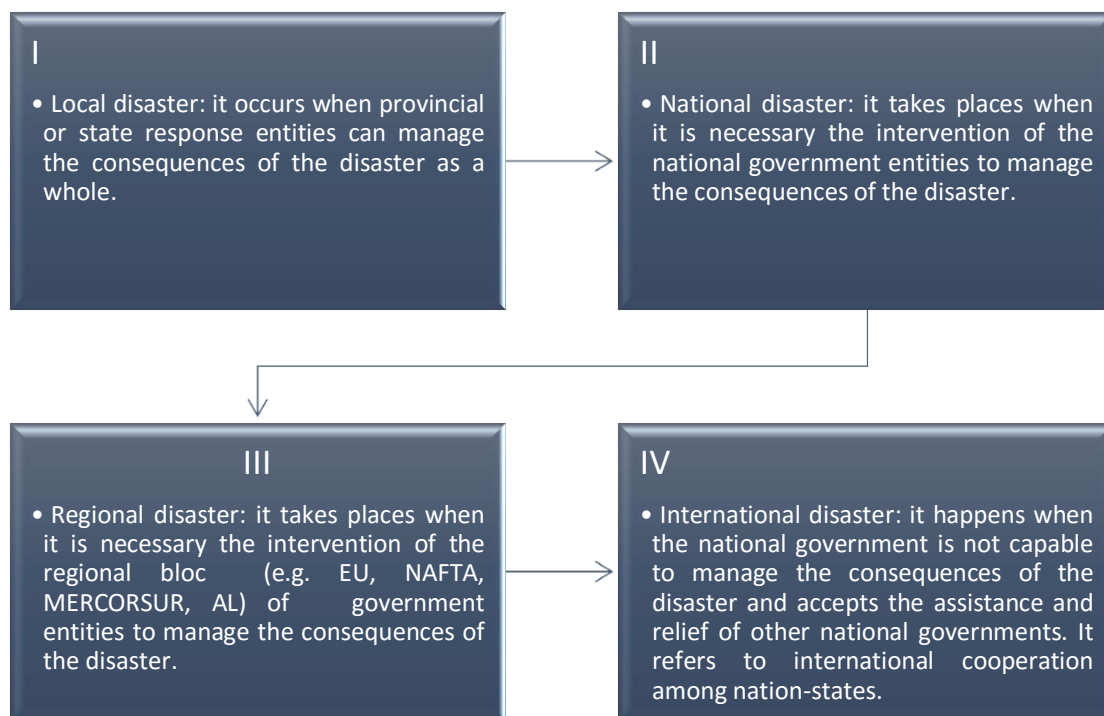 I
• Local disaster: it occurs when provincial
or state response entities can manage
the consequences of the disaster as a
whole.
II
• National disaster: it takes places when
it is necessary the intervention of the
national government entities to manage
the consequences of the disaster.
III
• Regional disaster: it takes places when
it is necessary the intervention of the
regional bloc (e.g. EU, NAFTA,
MERCORSUR, AL) of government
entities to manage the consequences of
the disaster.
IV
• International disaster: it happens when
the national government is not capable
to manage the consequences of the
disaster and accepts the assistance and
relief of other national governments. It
refers to international cooperation
among nation-states.